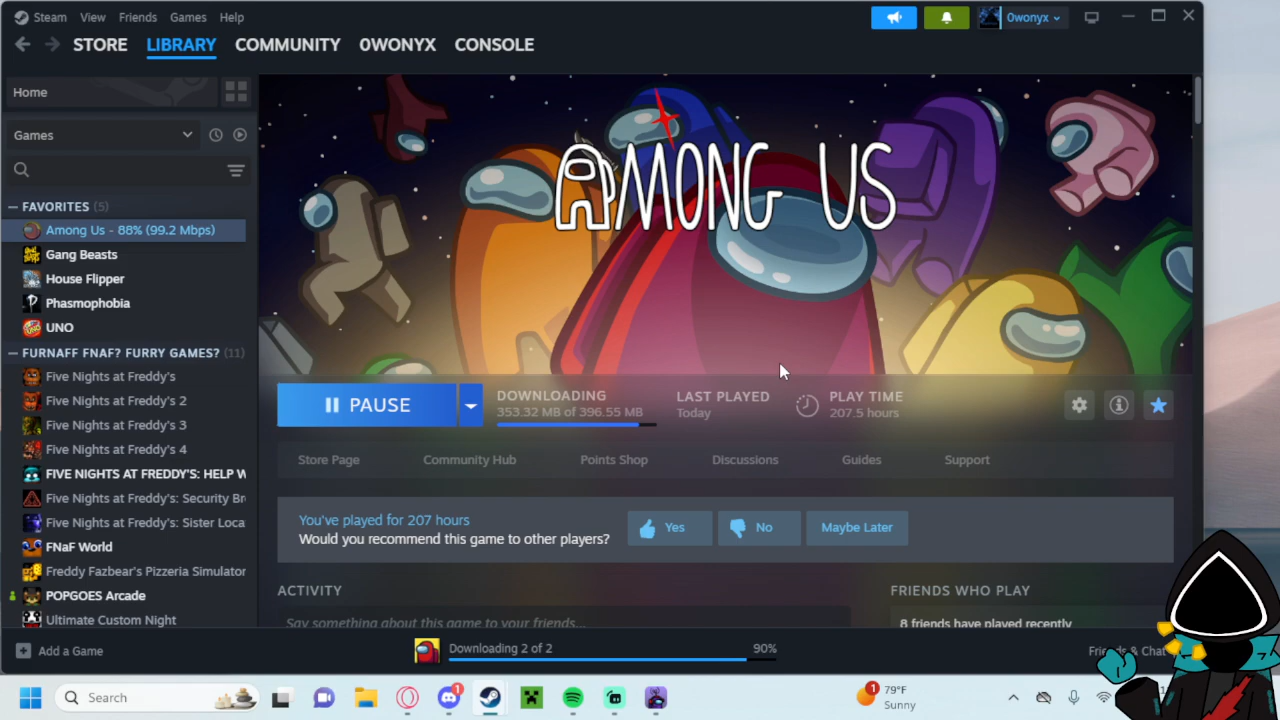 Steam View Friends Games Help
0wonyx
STORE LIBRARY COMMUNITY 0WONYX CONSOLE
Home
Games
FAVORITES (5)
Among Us - 88% (99.2 Mbps)
Gang Beasts
House Flipper
Phasmophobia
UNO
FURNAFF FNAF? FURRY GAMES? (11)
Five Nights at Freddy's
Five Nights at Freddy's 2
Five Nights at Freddy's 3
Five Nights at Freddy's 4
FIVE NIGHTS AT FREDDY'S: HELP W
Five Nights at Freddy's: Security Br
Five Nights at Freddy's: Sister Loca
FNaF World
Freddy Fazbear's Pizzeria Simulator
POPGOES Arcade
Ultimate Custom Night
Add a Game
AMONG US
PAUSE
DOWNLOADING
353.32 MB of 396.55 MB
LAST PLAYED
Today
PLAY TIME
207.5 hours
Store Page Community Hub Points Shop Discussions Guides Support
You've played for 207 hours
Would you recommend this game to other players?
Yes
No
Maybe Later
ACTIVITY
Say something about this game to your friends...
FRIENDS WHO PLAY
8 friends have played recently
Downloading 2 of 2 90%
Friends & Chat
Search
1
1
79°F
Sunny